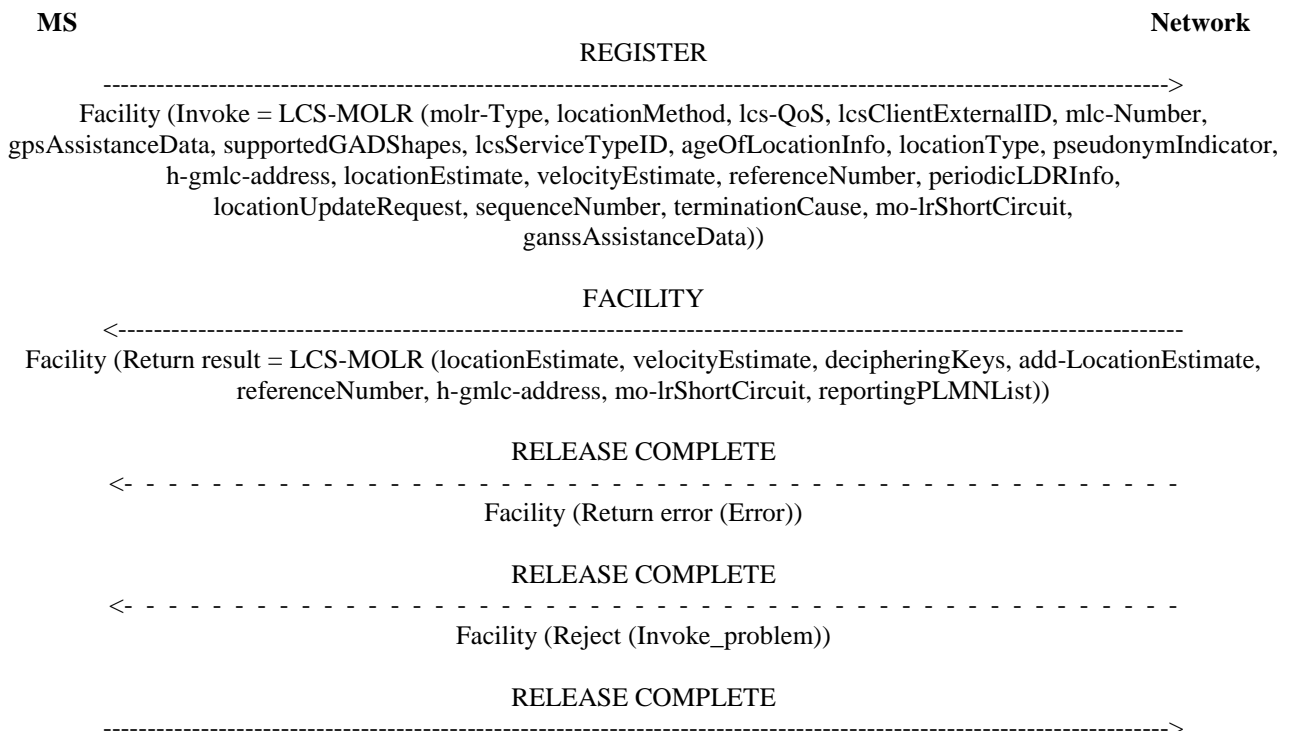 MS Network
REGISTER
------------------------------------------------------------------------------------------------------------------------>
Facility (Invoke = LCS-MOLR (molr-Type, locationMethod, lcs-QoS, lcsClientExternalID, mlc-Number,
gpsAssistanceData, supportedGADShapes, lcsServiceTypeID, ageOfLocationInfo, locationType, pseudonymIndicator,
h-gmlc-address, locationEstimate, velocityEstimate, referenceNumber, periodicLDRInfo,
locationUpdateRequest, sequenceNumber, terminationCause, mo-lrShortCircuit,
ganssAssistanceData))
FACILITY
<------------------------------------------------------------------------------------------------------------------------
Facility (Return result = LCS-MOLR (locationEstimate, velocityEstimate, decipheringKeys, add-LocationEstimate,
referenceNumber, h-gmlc-address, mo-lrShortCircuit, reportingPLMNList))
RELEASE COMPLETE
<- - - - - - - - - - - - - - - - - - - - - - - - - - - - - - - - - - - - - - - - - - - - - - - - -
Facility (Return error (Error))
RELEASE COMPLETE
<- - - - - - - - - - - - - - - - - - - - - - - - - - - - - - - - - - - - - - - - - - - - - - - - -
Facility (Reject (Invoke_problem))
RELEASE COMPLETE
------------------------------------------------------------------------------------------------------------------------>